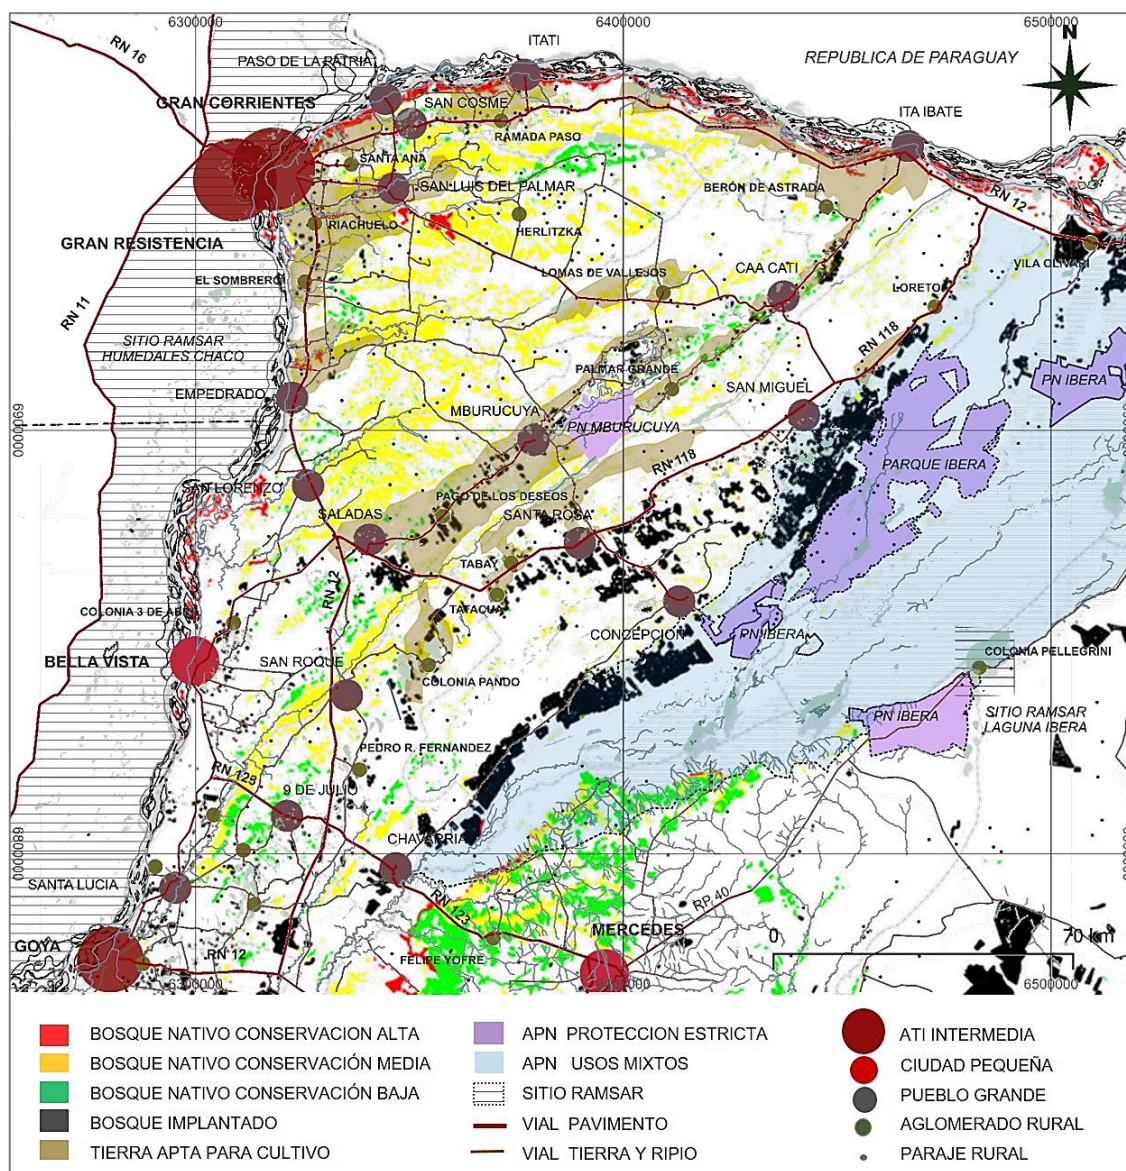 6300000
6400000
6500000
RN 16
ITATI
N
PASO DE LA PATRIA
REPUBLICA DE PARAGUAY
GRAN CORRIENTES
SAN COSME
ITA IBATE
RAMADA PASO
SANTA ANA
SAN LUIS DEL PALMAR
BERÓN DE ASTRADA
RN 12
RIACHUELO
HERLITZKA
GRAN RESISTENCIA
VILA OLIVARI
EL SOMBRERO
LOMAS DE VALLEJOS
CAA CATI
LORETO
RN 11
SITIO RAMSAR
HUMEDALES CHACO
RN 118
PALMAR GRANDE
SAN MIGUEL
PN IBERA
EMPEDRADO
MBURUCUYA
PN MBURUCUYA
6900000
PARQUE IBERA
RN 118
SAN LORENZO
PAGO DE LOS DESEOS
SALADAS
SANTA ROSA
TABAY
RN 12
TATACUA
COLONIA 3 DE ABRIL
CONCEPCION
PN IBERA
BELLA VISTA
SAN ROQUE
COLONIA PELLEGRINI
COLONIA PANDO
PN IBERA
SITIO RAMSAR
LAGUNA IBERA
PEDRO R. FERNANDEZ
RN 128
9 DE JULIO
CHAVARRIA
6800000
6800000
SANTA LUCIA
RP 40
RN 123
MERCEDES
GOYA
RN 12
FELIPE YOFRE
0
70 km
6300000
6500000
BOSQUE NATIVO CONSERVACION ALTA
BOSQUE NATIVO CONSERVACIÓN MEDIA
BOSQUE NATIVO CONSERVACIÓN BAJA
BOSQUE IMPLANTADO
TIERRA APTA PARA CULTIVO
APN PROTECCION ESTRICTA
APN USOS MIXTOS
SITIO RAMSAR
VIAL PAVIMENTO
VIAL TIERRA Y RIPIO
ATI INTERMEDIA
CIUDAD PEQUEÑA
PUEBLO GRANDE
AGLOMERADO RURAL
PARAJE RURAL